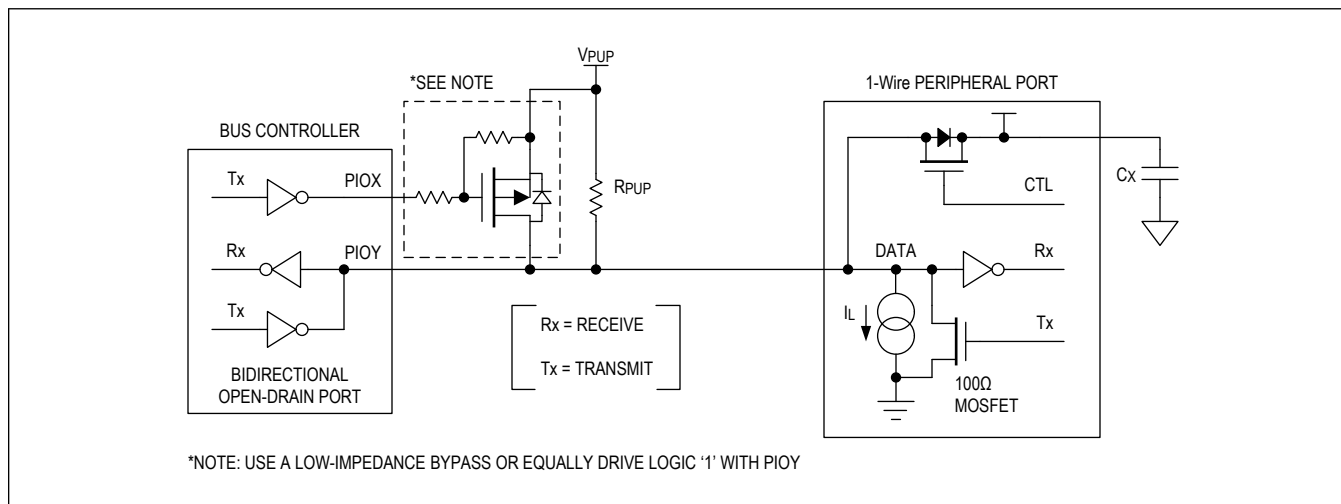 VPUP
*SEE NOTE
1-Wire PERIPHERAL PORT
BUS CONTROLLER
Tx
PIOX
RPUP
CX
CTL
Rx
PIOY
DATA
Rx
Tx
IL
Tx
Rx = RECEIVE
Tx = TRANSMIT
BIDIRECTIONAL
OPEN-DRAIN PORT
100Ω
MOSFET
*NOTE: USE A LOW-IMPEDANCE BYPASS OR EQUALLY DRIVE LOGIC ‘1’ WITH PIOY